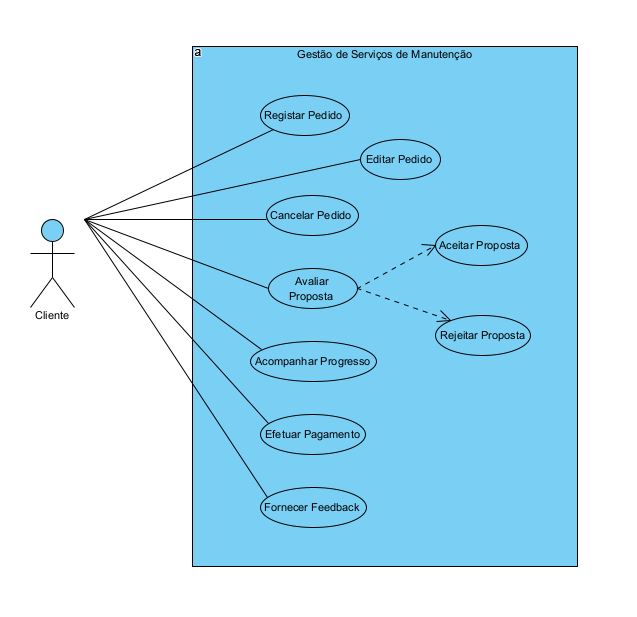 a
Gestão de Serviços de Manutenção
Registar Pedido
Editar Pedido
Cancelar Pedido
Aceitar Proposta
Avaliar
Proposta
Cliente
Rejeitar Proposta
Acompanhar Progresso
Efetuar Pagamento
Fornecer Feedback